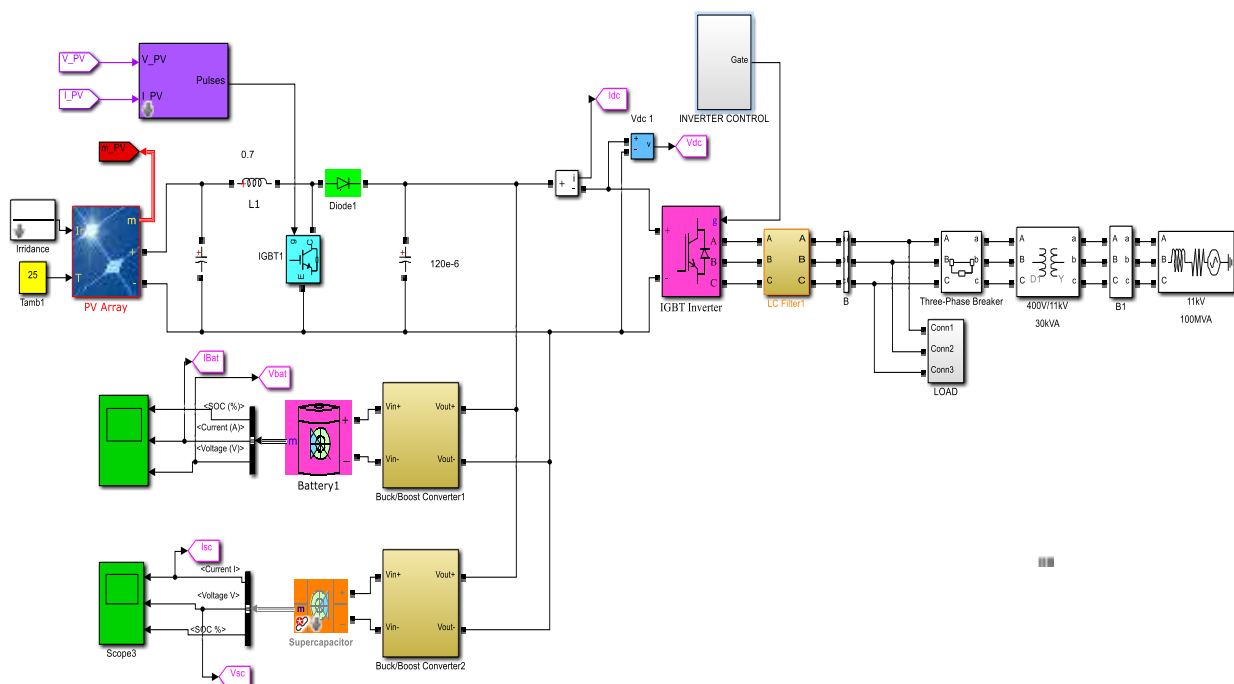 V_PV
V_PV
I_PV
I_PV
Pulses
Gate
INVERTER CONTROL
Idc
Vdc 1
+
-
v
Vdc
m_PV
0.7
L1
Diode1
i
+
-
Irridance
25
Tamb1
m
+
-
T
PV Array
+
g
C
E
IGBT1
+
120e-6
g
+
-
A
B
C
IGBT Inverter
A
B
C
A
B
C
LC Filter1
B
A
B
C
a
b
c
Three-Phase Breaker
A
B
C
a
b
c
D1
Y
400V/11kV
30kVA
A
B
C
a
b
c
B1
A
B
C
11kV
100MVA
Conn1
Conn2
Conn3
LOAD
IBat
Vbat
<SOC (%)>
<Current (A)>
<Voltage (V)>
m
+
-
Battery1
Vin+
Vout+
Vin-
Vout-
Buck/Boost Converter1
Isc
<Current I>
<Voltage V>
<SOC %>
Scope3
Vsc
m
+
-
Supercapacitor
Vin+
Vout+
Vin-
Vout-
Buck/Boost Converter2